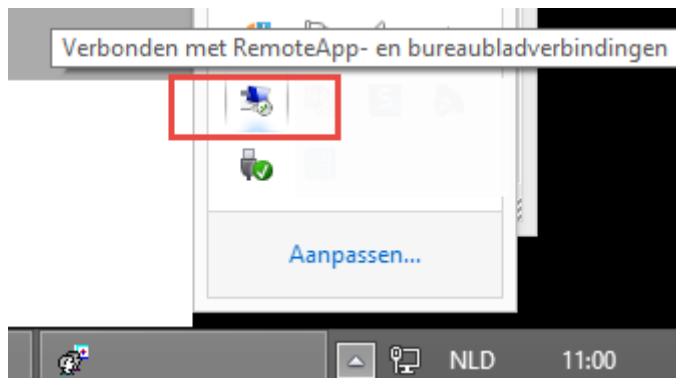 Verbonden met RemoteApp- en bureaubladverbindingen
Aanpassen...
NLD 11:00